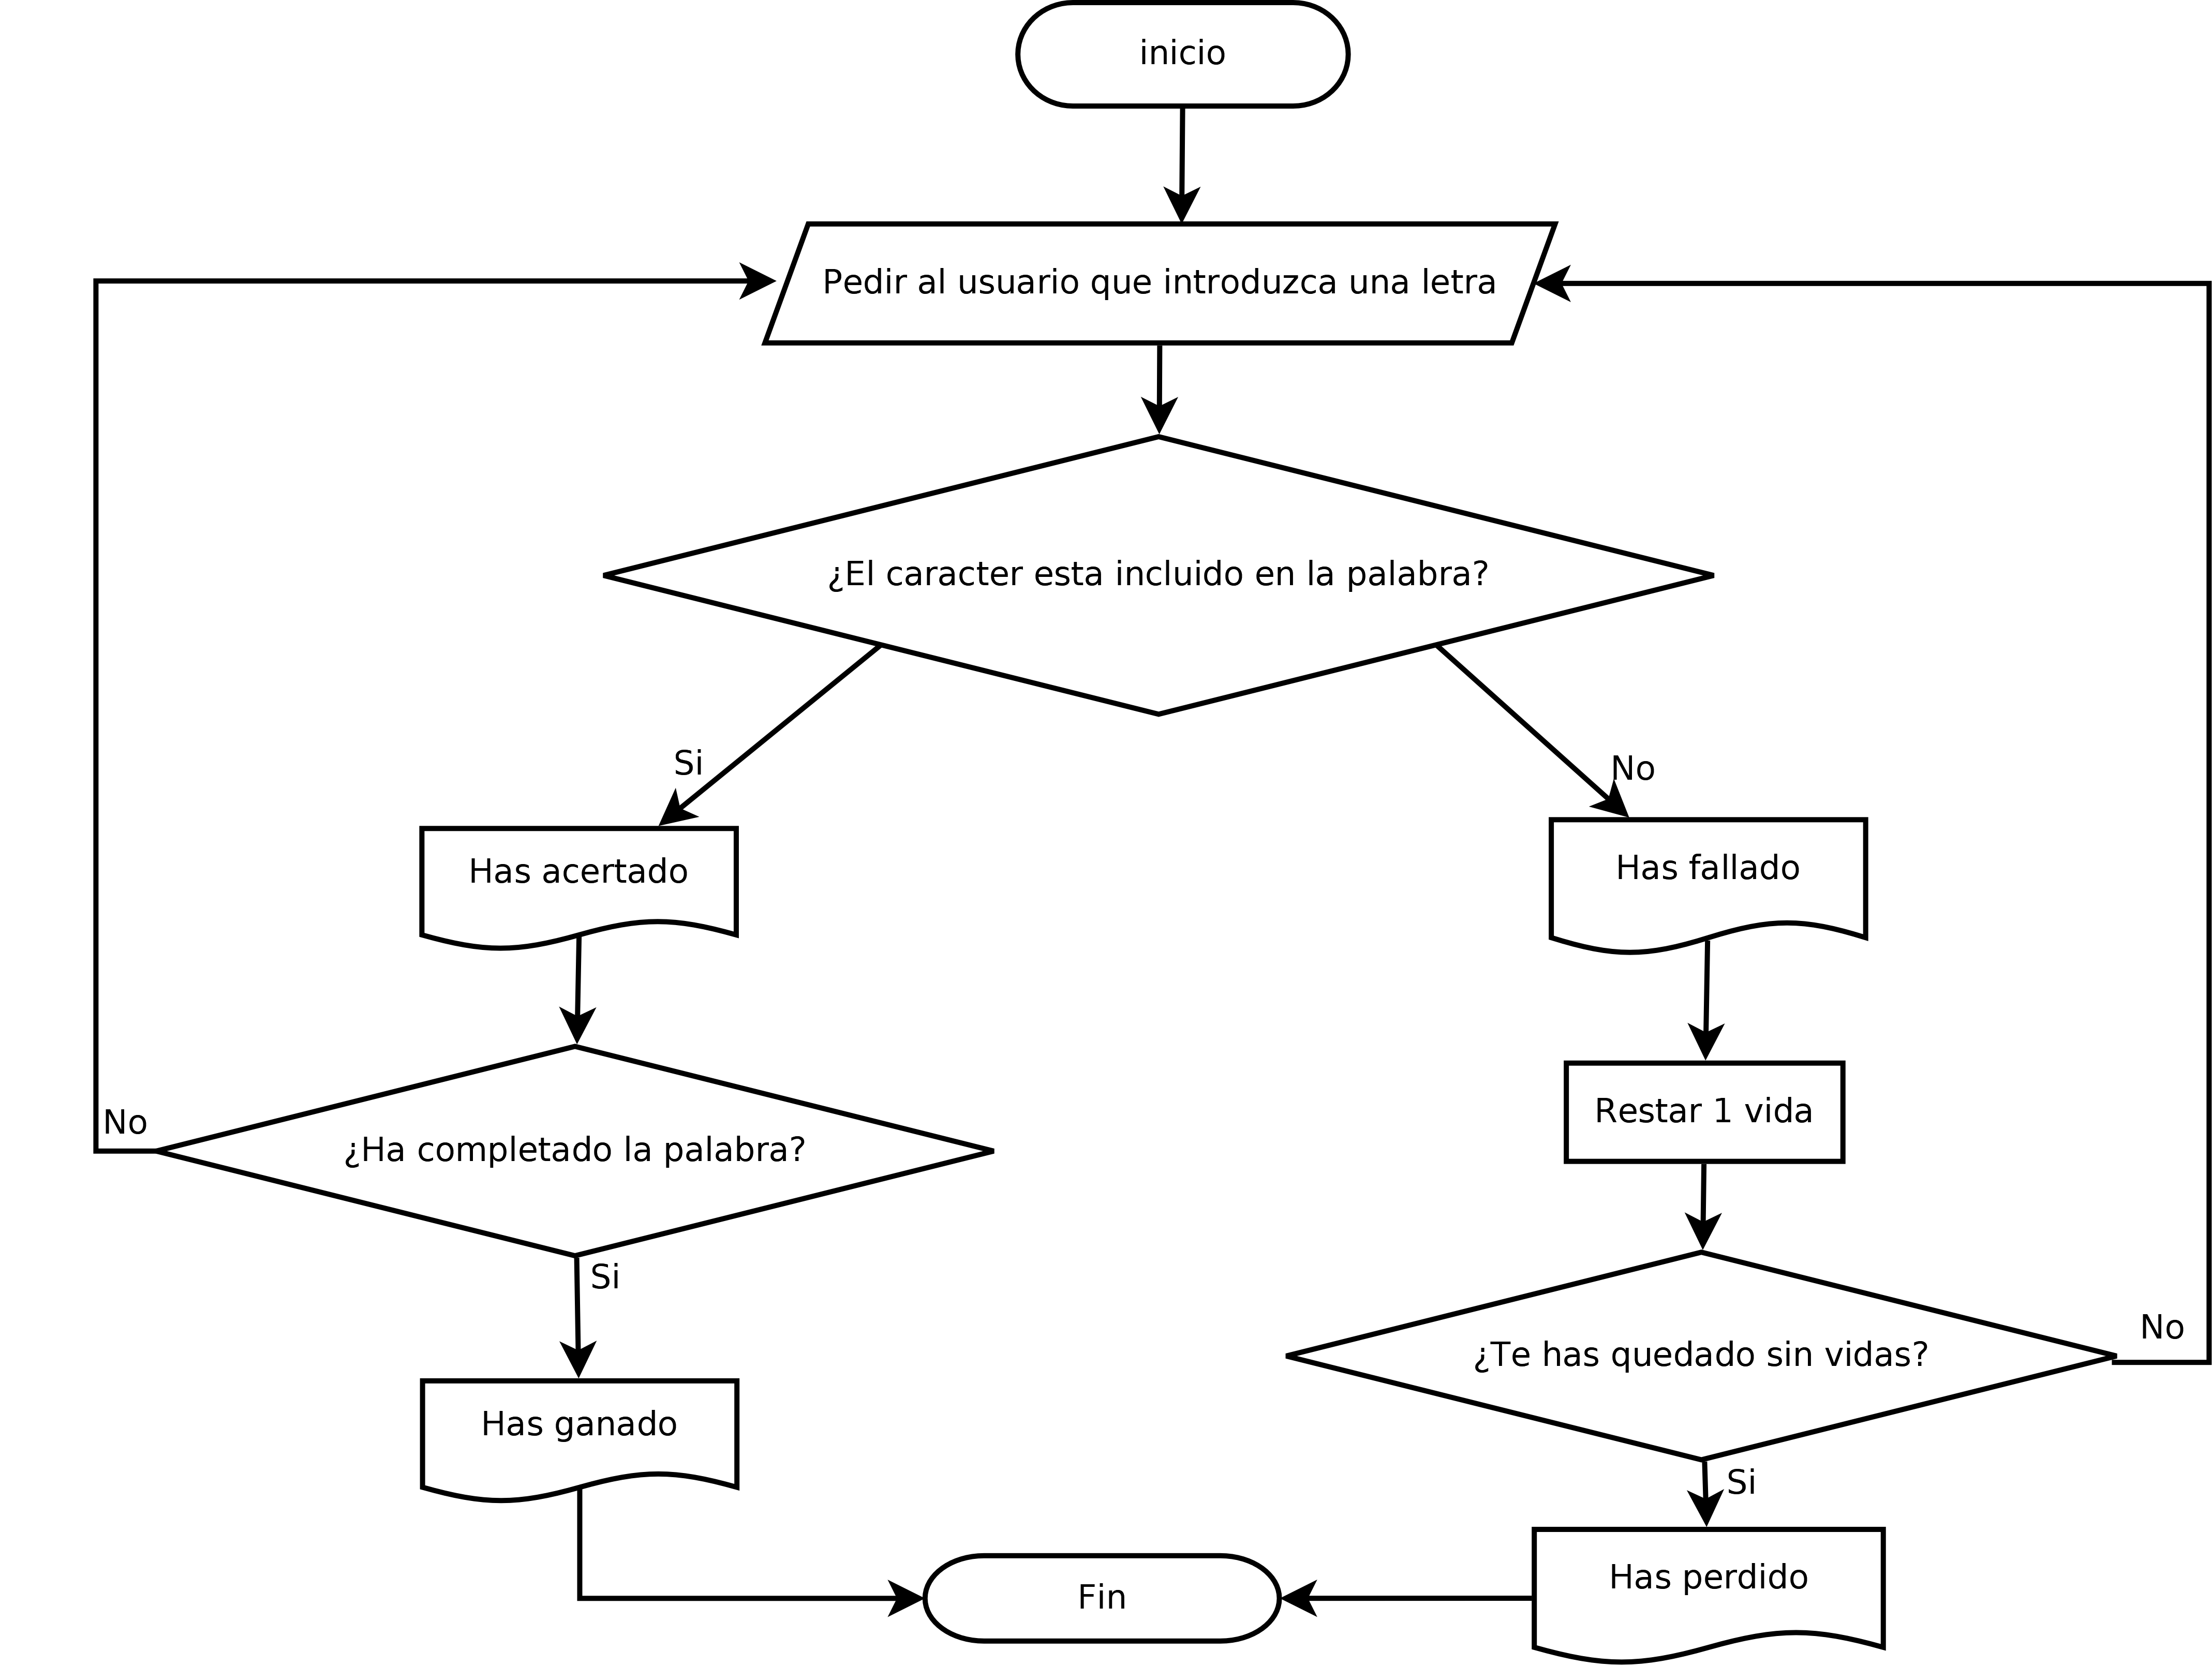 inicio
Pedir al usuario que introduzca una letra
¿El caracter esta incluido en la palabra?
Si
No
Has acertado
Has fallado
Restar 1 vida
No
¿Ha completado la palabra?
Si
No
¿Te has quedado sin vidas?
Has ganado
Si
Has perdido
Fin